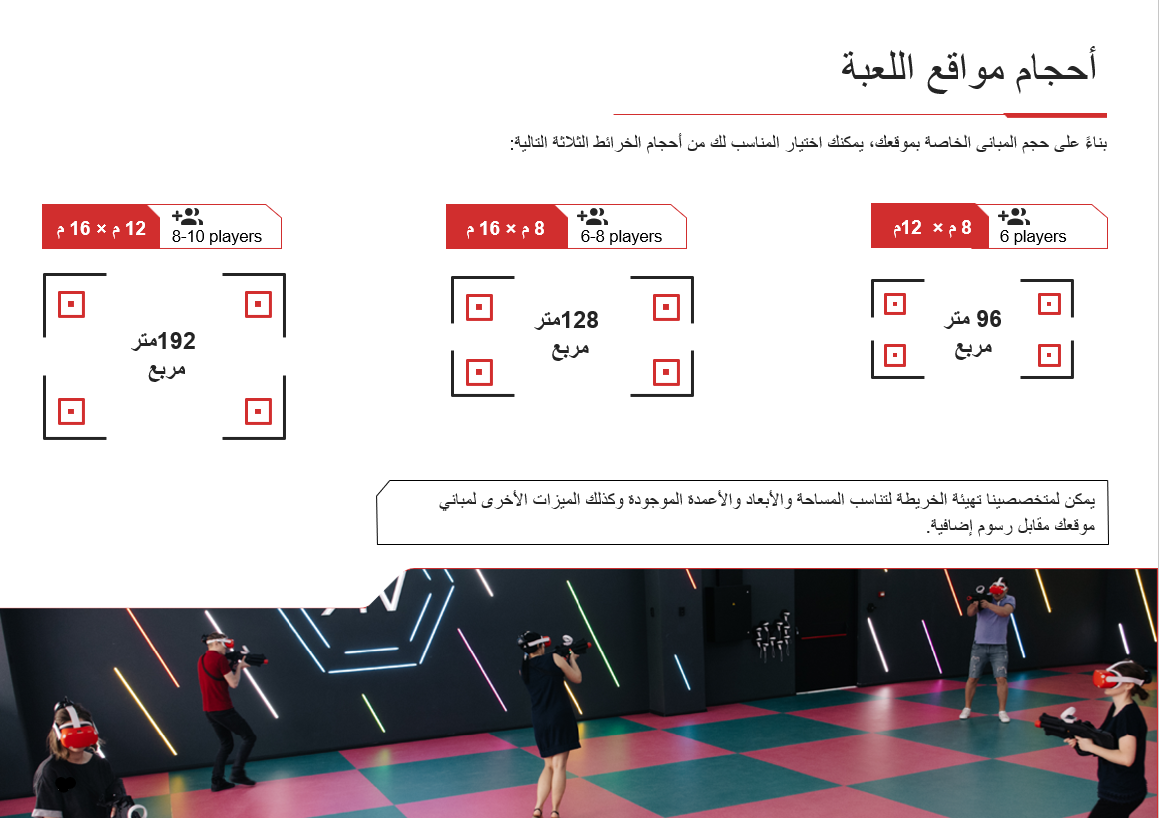 أحجام مواقع اللعبة
بناءً على حجم المبانى الخاصة بموقعك، يمكنك اختيار المناسب لك من أحجام الخرائط الثلاثة التالية:
8 م × 12م
6 players
96 متر
مربع
8 م × 16 م
6-8 players
128متر
مربع
12 م × 16 م
8-10 players
192متر
مربع
يمكن لمتخصصينا تهيئة الخريطة لتناسب المساحة والأبعاد والأعمدة الموجودة وكذلك الميزات الأخرى لمباني
موقعك مقابل رسوم إضافية.